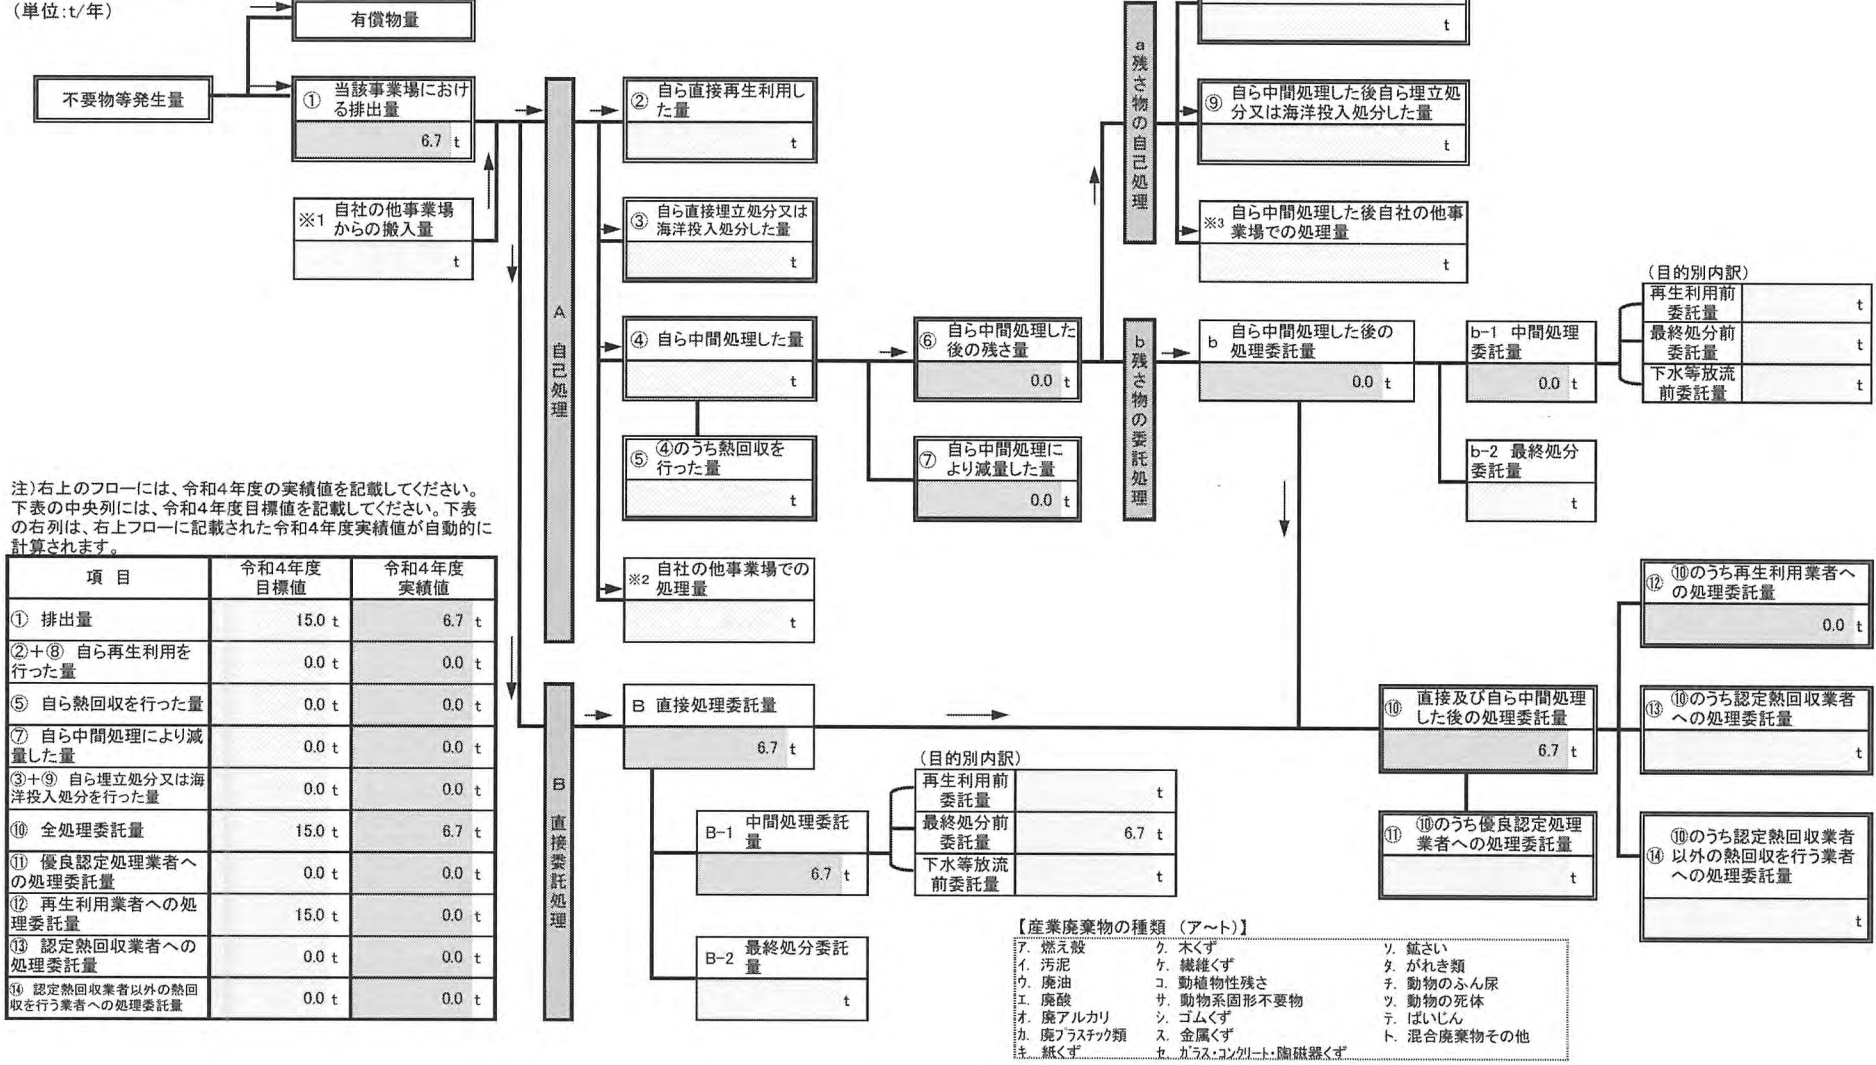 (単位:t/年)
有償物量
不要物等発生量
① 当該事業場におけ
る排出量
6.7 t
※1 自社の他事業場
からの搬入量
t
A 自己処理
② 自ら直接再生利用し
た量
t
③ 自ら直接埋立処分又は
海洋投入処分した量
t
④ 自ら中間処理した量
t
⑤ ④のうち熱回収を
行った量
t
※2 自社の他事業場での
処理量
t
⑥ 自ら中間処理した
後の残さ量
0.0 t
⑦ 自ら中間処理に
より減量した量
0.0 t
a 残さ物の自己処理
t
⑨ 自ら中間処理した後自ら埋立処
分又は海洋投入処分した量
t
※3 自ら中間処理した後自社の他事
業場での処理量
t
b 残さ物の委託処理
b 自ら中間処理した後の
処理委託量
0.0 t
b-1 中間処理
委託量
0.0 t
(目的別内訳)
再生利用前
委託量
t
最終処分前
委託量
t
下水等放流
前委託量
t
b-2 最終処分
委託量
t
注)右上のフローには、令和4年度の実績値を記載してください。
下表の中央列には、令和4年度目標値を記載してください。下表
の右列は、右上フローに記載された令和4年度実績値が自動的に
計算されます。
項 目 令和4年度
目標値 令和4年度
実績値
① 排出量 15.0 t 6.7 t
②+⑧ 自ら再生利用を
行った量 0.0 t 0.0 t
⑤ 自ら熱回収を行った量 0.0 t 0.0 t
⑦ 自ら中間処理により減
量した量 0.0 t 0.0 t
③+⑨ 自ら埋立処分又は海
洋投入処分を行った量 0.0 t 0.0 t
⑩ 全処理委託量 15.0 t 6.7 t
⑪ 優良認定処理業者へ
の処理委託量 0.0 t 0.0 t
⑫ 再生利用業者への処
理委託量 15.0 t 0.0 t
⑬ 認定熱回収業者への
処理委託量 0.0 t 0.0 t
⑭ 認定熱回収業者以外の熱回
収を行う業者への処理委託量 0.0 t 0.0 t
B 直接委託処理
B 直接処理委託量
6.7 t
B-1 中間処理委託
量
6.7 t
(目的別内訳)
再生利用前
委託量
t
最終処分前
委託量
6.7 t
下水等放流
前委託量
t
B-2 最終処分委託
量
t
⑩ 直接及び自ら中間処理
した後の処理委託量
6.7 t
⑪ ⑩のうち優良認定処理
業者への処理委託量
t
⑫ ⑩のうち再生利用業者へ
の処理委託量
0.0 t
⑬ ⑩のうち認定熱回収業者
への処理委託量
t
⑭ ⑩のうち認定熱回収業者
以外の熱回収を行う業者
への処理委託量
t
【産業廃棄物の種類 (ア~ト)】
ア. 燃え殻 ク. 木くず ソ. 鉱さい
イ. 汚泥 ケ. 繊維くず タ. がれき類
ウ. 廃油 コ. 動植物性残さ チ. 動物のふん尿
エ. 廃酸 サ. 動物系固形不要物 ツ. 動物の死体
オ. 廃アルカリ シ. ゴムくず テ. ばいじん
カ. 廃プラスチック類 ス. 金属くず ト. 混合廃棄物その他
キ. 紙くず セ. ガラス・コンクリート・陶磁器くず